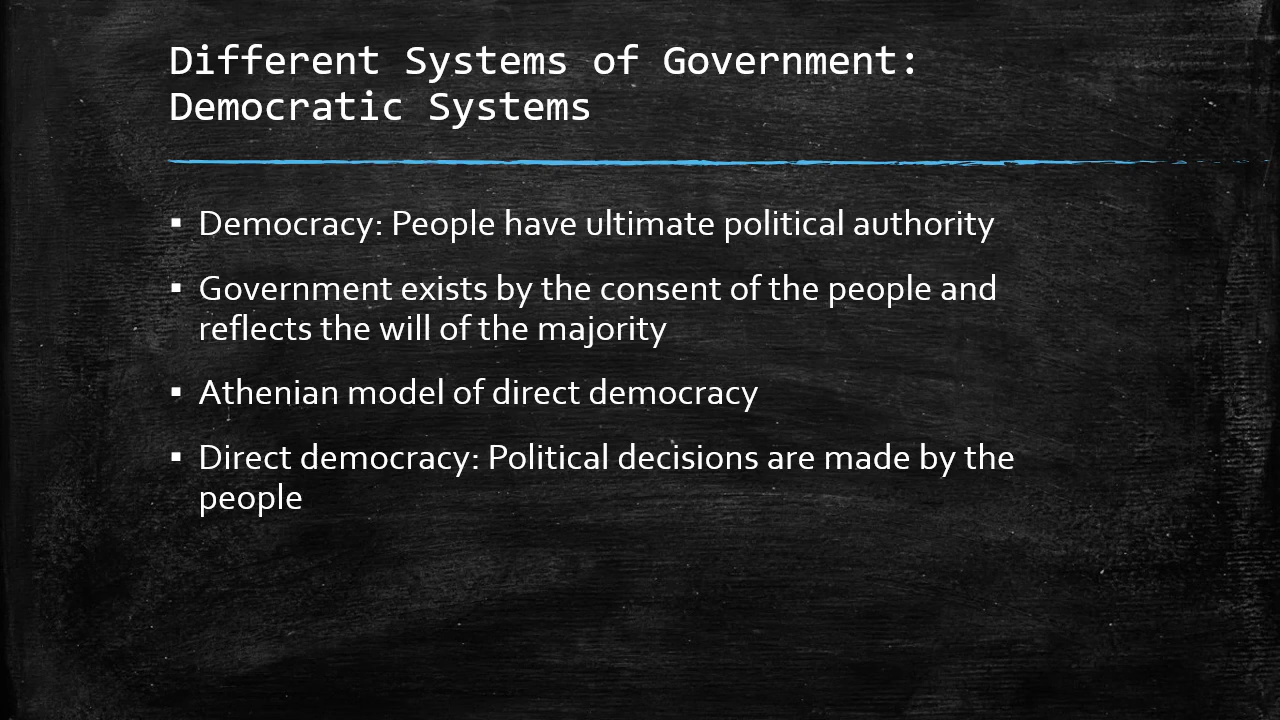 Different Systems of Government:
Democratic Systems
▪ Democracy: People have ultimate political authority
▪ Government exists by the consent of the people and
reflects the will of the majority
▪ Athenian model of direct democracy
▪ Direct democracy: Political decisions are made by the
people